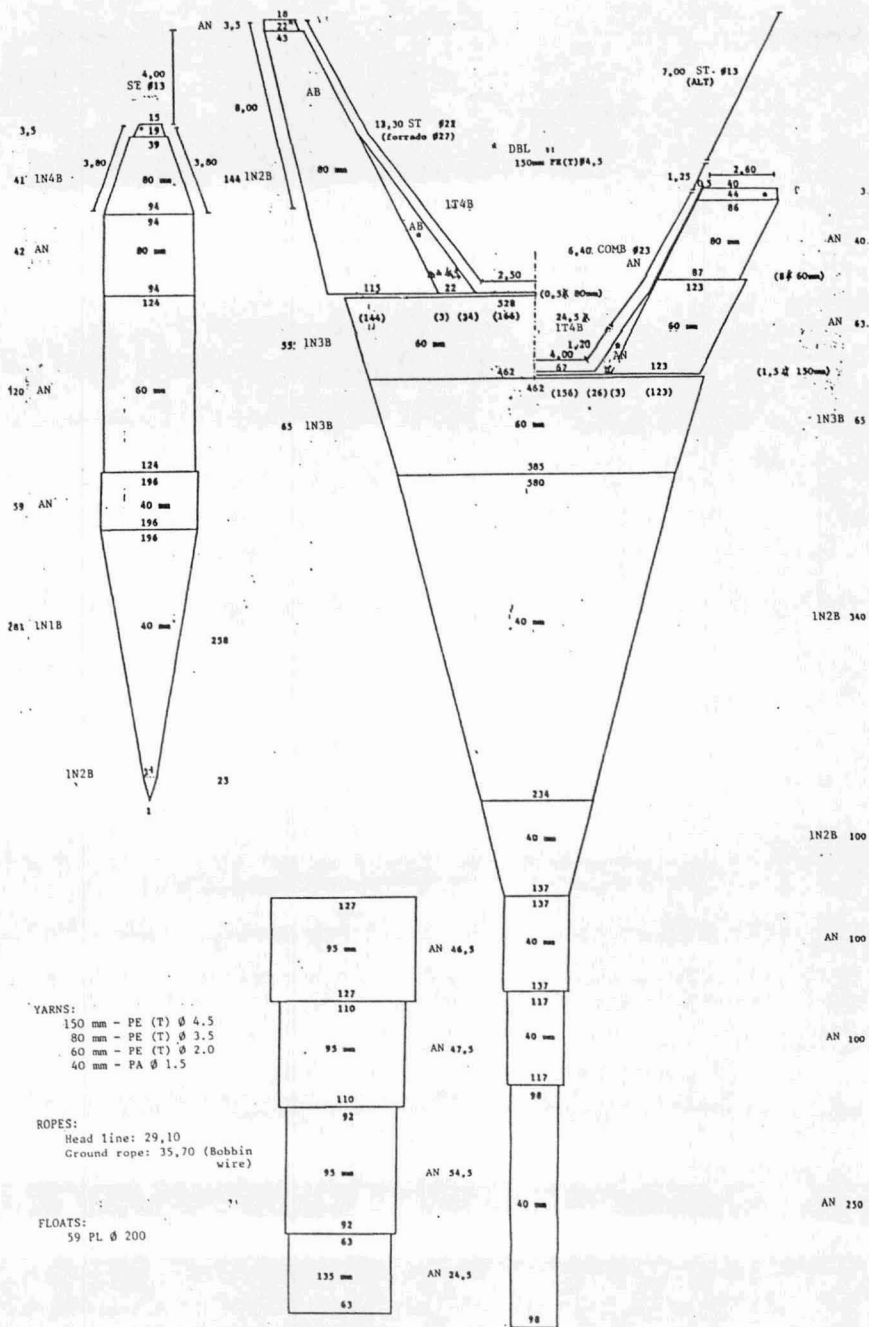 4,00
ST Ø13
15
19
39
3,5
3,80
3,80
41 1N4B
80 mm
94
94
42 AN
80 mm
94
124
120 AN
60 mm
124
196
59 AN
40 mm
196
196
281 1N1B
40 mm
258
1N2B
23
1
AN 3,5
18
22
43
8,00
AB
13,30 ST Ø22
(forrado Ø27)
144 1N2B
80 mm
1T4B
AB
2,50
115
22
(0,5 80mm)
328
(144)
(3)
(34)
(166)
24,5
55 1N3B
60 mm
1T4B
1,20
4,00
62
462
DBL
150mm PE(T)Ø4,5
7,00 ST. Ø13
(ALT)
1,25
0,5
2,60
40
44
86
3,
80 mm
AN 40,
6,40 COMB Ø23
AN
87
123
(8 60mm)
60 mm
AN 63,
AN
123
(1,5 150mm)
462
(156) (26) (3) (123)
65 1N3B
60 mm
1N3B 65
385
380
40 mm
1N2B 340
234
40 mm
1N2B 100
137
137
40 mm
AN 100
137
117
40 mm
AN 100
117
98
40 mm
AN 250
98
127
95 mm
AN 46,5
127
110
95 mm
AN 47,5
110
92
95 mm
AN 54,5
92
63
135 mm
AN 24,5
63
YARNS:
150 mm - PE (T) Ø 4.5
80 mm - PE (T) Ø 3.5
60 mm - PE (T) Ø 2.0
40 mm - PA Ø 1.5
ROPES:
Head line: 29,10
Ground rope: 35,70 (Bobbin
wire)
FLOATS:
59 PL Ø 200